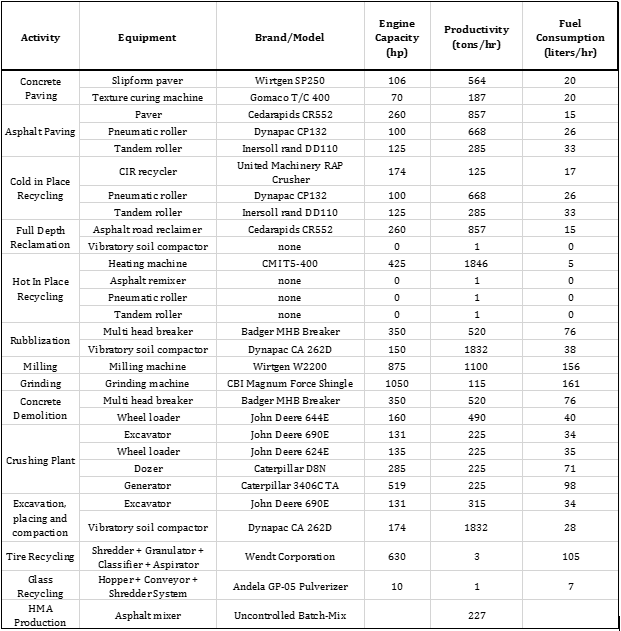 Activity Equipment Brand/Model Engine Capacity (hp) Productivity (tons/hr) Fuel Consumption (liters/hr)
Concrete Paving Slipform paver Wirtgen SP250 106 564 20
Texture curing machine Gomaco T/C 400 70 187 20
Asphalt Paving Paver Cedarapids CR552 260 857 15
Pneumatic roller Dynapac CP132 100 668 26
Tandem roller Inersoll rand DD110 125 285 33
Cold in Place Recycling CIR recycler United Machinery RAP Crusher 174 125 17
Pneumatic roller Dynapac CP132 100 668 26
Tandem roller Inersoll rand DD110 125 285 33
Full Depth Reclamation Asphalt road reclaimer Cedarapids CR552 260 857 15
Vibratory soil compactor none 0 1 0
Hot In Place Recycling Heating machine CMI T5-400 425 1846 5
Asphalt remixer none 0 1 0
Pneumatic roller none 0 1 0
Tandem roller none 0 1 0
Rubblization Multi head breaker Badger MHB Breaker 350 520 76
Vibratory soil compactor Dynapac CA 262D 150 1832 38
Milling Milling machine Wirtgen W2200 875 1100 156
Grinding Grinding machine CBI Magnum Force Shingle 1050 115 161
Concrete Demolition Multi head breaker Badger MHB Breaker 350 520 76
Wheel loader John Deere 644E 160 490 40
Crushing Plant Excavator John Deere 690E 131 225 34
Wheel loader John Deere 624E 135 225 35
Dozer Caterpillar D8N 285 225 71
Generator Caterpillar 3406C TA 519 225 98
Excavation, placing and compaction Excavator John Deere 690E 131 315 34
Vibratory soil compactor Dynapac CA 262D 174 1832 28
Tire Recycling Shredder + Granulator + Classifier + Aspirator Wendt Corporation 630 3 105
Glass Recycling Hopper + Conveyor + Shredder System Andela GP-05 Pulverizer 10 1 7
HMA Production Asphalt mixer Uncontrolled Batch-Mix 227